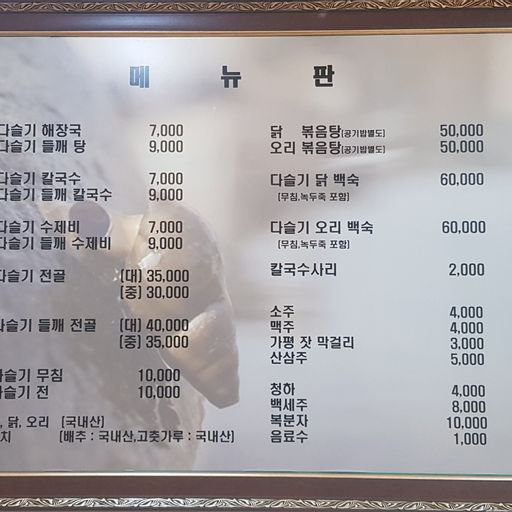 메 뉴 판
다슬기 해장국 7,000
다슬기 들깨 탕 9,000
다슬기 칼국수 7,000
다슬기 들깨 칼국수 9,000
다슬기 수제비 7,000
다슬기 들깨 수제비 9,000
다슬기 전골 (대) 35,000
(중) 30,000
다슬기 들깨 전골 (대) 40,000
(중) 35,000
다슬기 무침 10,000
다슬기 전 10,000
, 닭, 오리 (국내산)
치 (배추 : 국내산,고춧가루 : 국내산)
닭 볶음탕(공기밥별도) 50,000
오리 볶음탕(공기밥별도) 50,000
다슬기 닭 백숙 60,000
(무침,녹두죽 포함)
다슬기 오리 백숙 60,000
(무침,녹두죽 포함)
칼국수사리 2,000
소주 4,000
맥주 4,000
가평 잣 막걸리 3,000
산삼주 5,000
청하 4,000
백세주 8,000
복분자 10,000
음료수 1,000